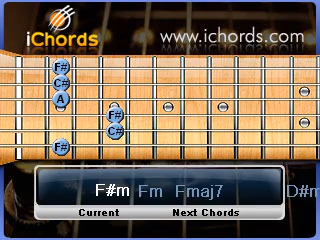 iChords
www.ichords.com
F#
C#
A
F#
C#
F#
F#m Fm Fmaj7 D#m
Current Next Chords